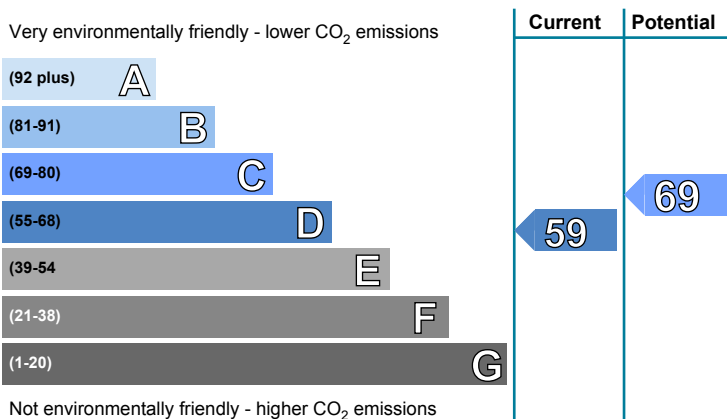 Very environmentally friendly - lower CO₂ emissions
Current
Potential
(92 plus) A
(81-91) B
(69-80) C
(55-68) D
(39-54 E
(21-38) F
(1-20) G
59
69
Not environmentally friendly - higher CO₂ emissions